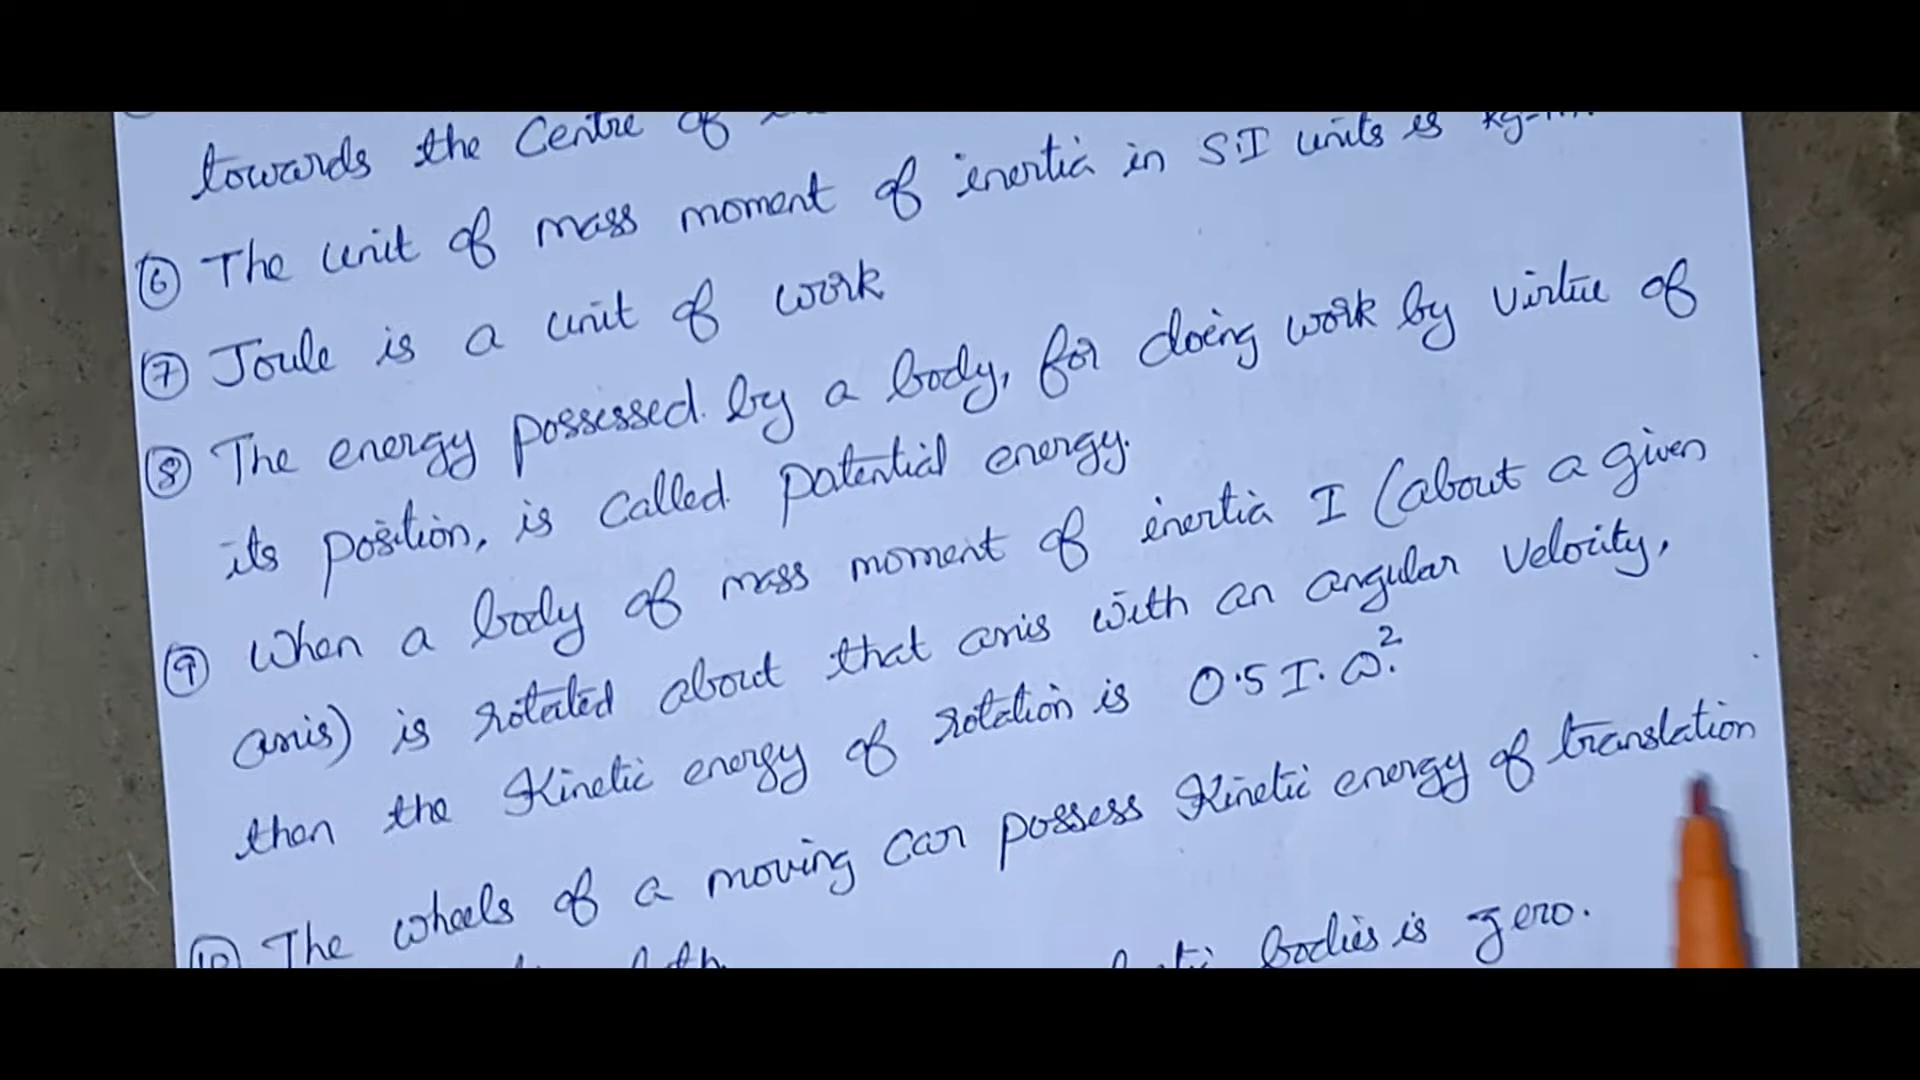 towards the Centre of
⑥ The unit of mass moment of inertia in S.I units is kg-m
⑦ Joule is a unit of work
⑧ The energy possessed by a body, for doing work by virtue of
its position, is called potential energy.
⑨ When a body of mass moment of inertia I (about a given
axis) is rotated about that axis with an angular velocity,
then the Kinetic energy of rotation is 0.5 I. ω².
⑩ The wheels of a moving car possess Kinetic energy of translation
bodies is zero.